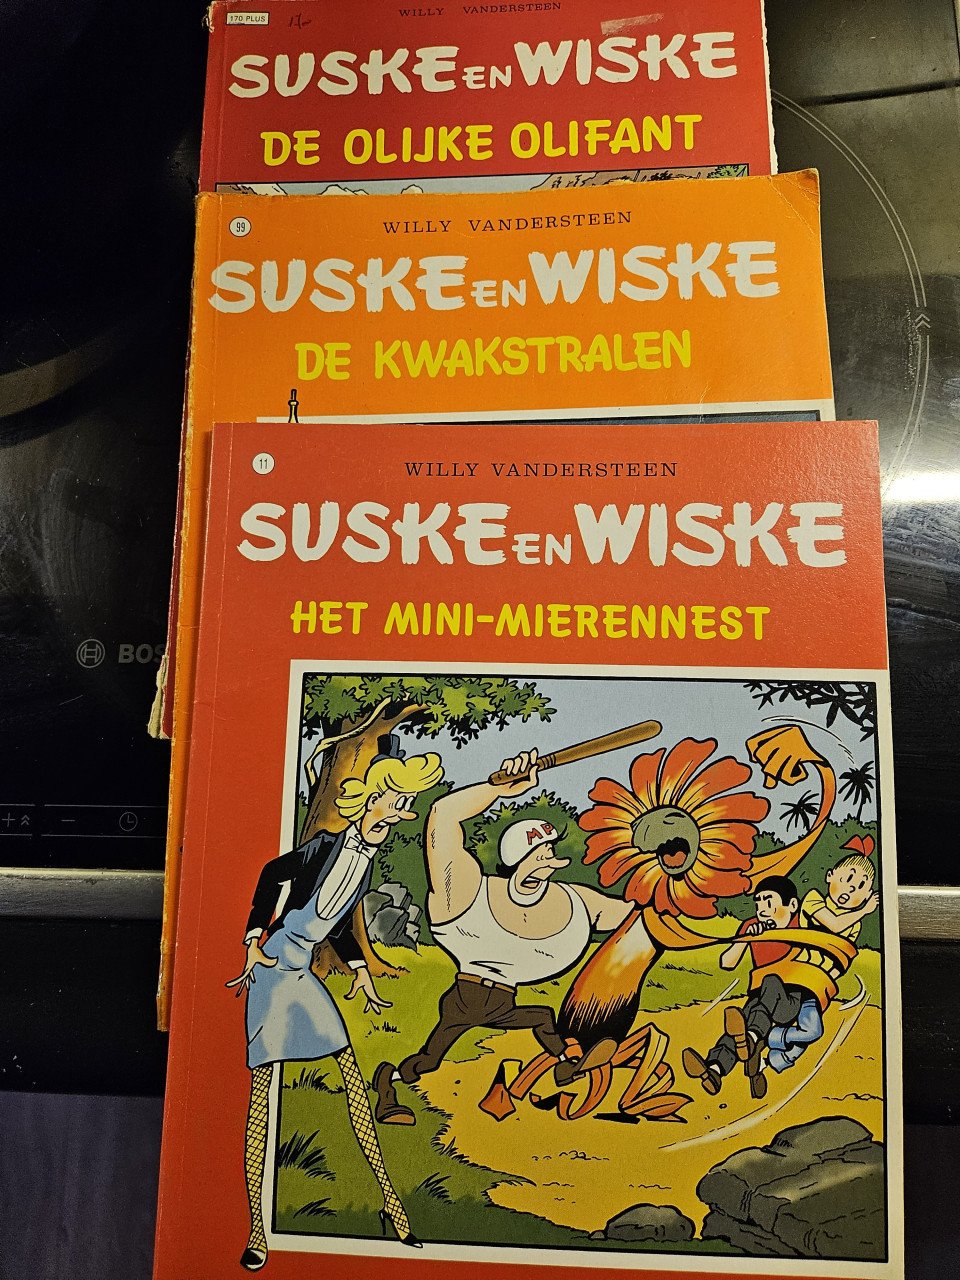 170 PLUS
WILLY VANDERSTEEN
SUSKE EN WISKE
DE OLIJKE OLIFANT
99
WILLY VANDERSTEEN
SUSKE EN WISKE
DE KWAKSTRALEN
11
WILLY VANDERSTEEN
SUSKE EN WISKE
HET MINI-MIERENNEST
BOS
MB